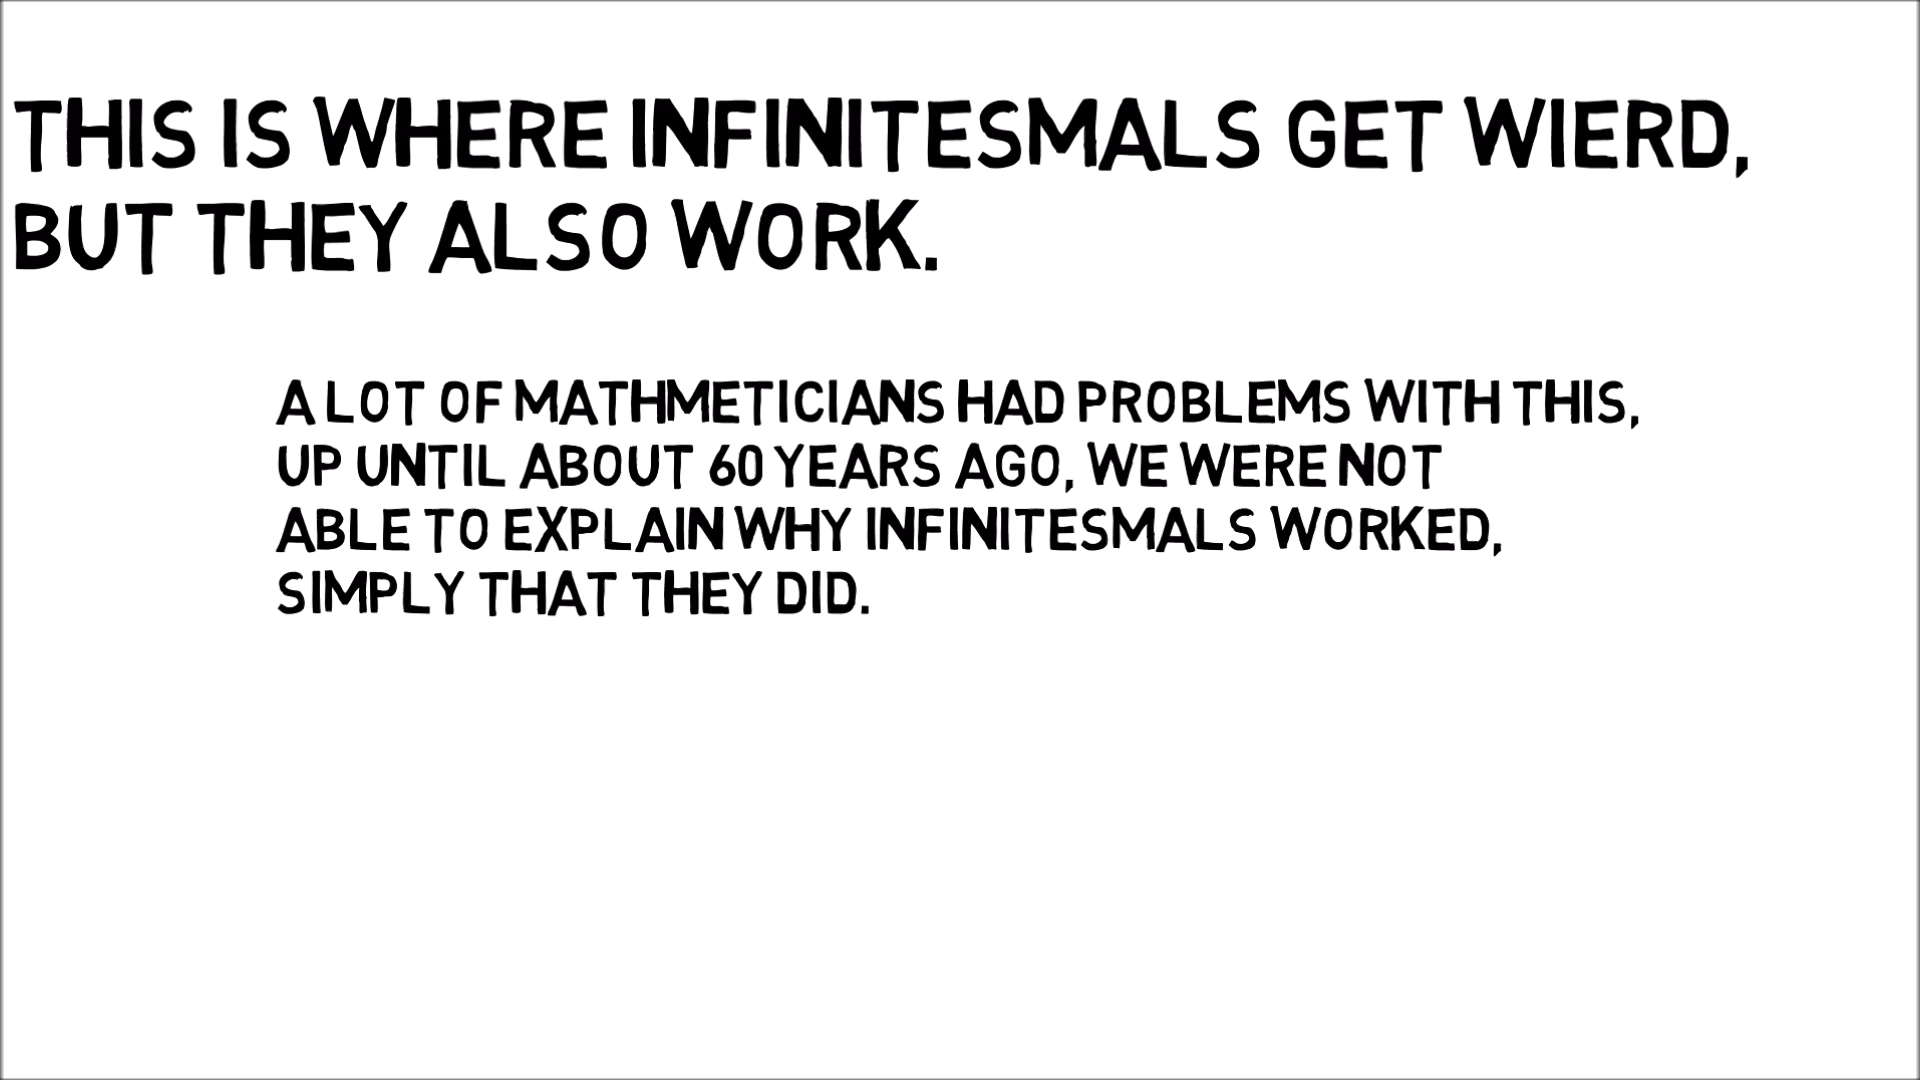 THIS IS WHERE INFINITESMALS GET WIERD,
BUT THEY ALSO WORK.
A LOT OF MATHMETICIANS HAD PROBLEMS WITH THIS,
UP UNTIL ABOUT 60 YEARS AGO, WE WERE NOT
ABLE TO EXPLAIN WHY INFINITESMALS WORKED,
SIMPLY THAT THEY DID.